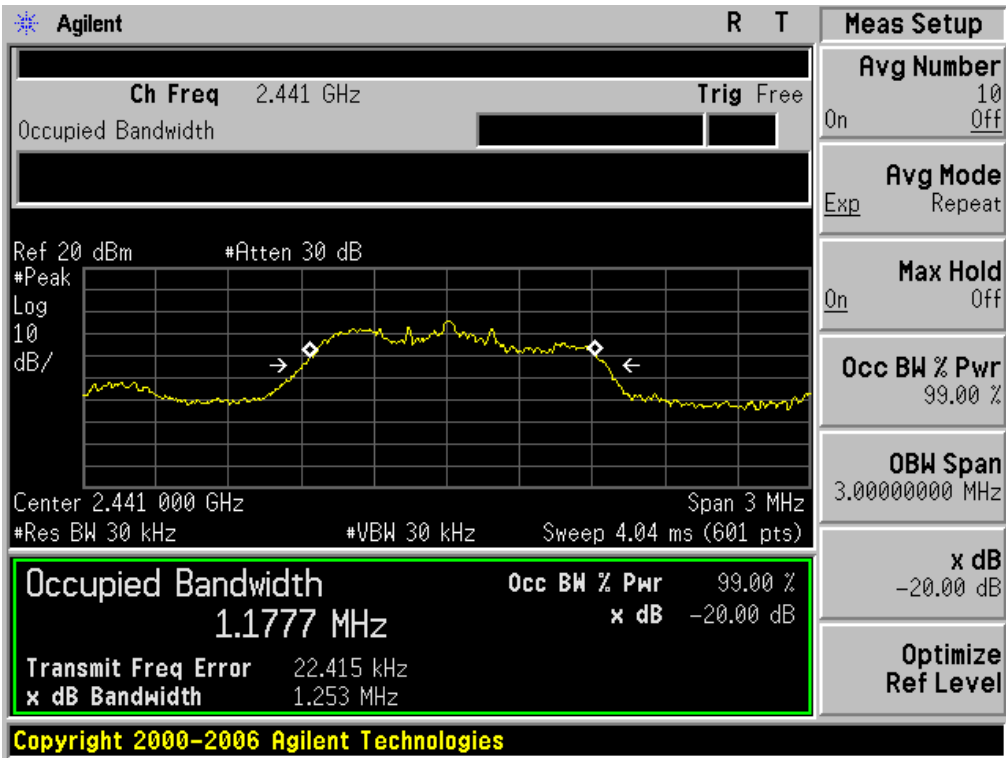 Agilent R T
Ch Freq 2.441 GHz Trig Free
Occupied Bandwidth
Ref 20 dBm #Atten 30 dB
#Peak
Log
10
dB/
Center 2.441 000 GHz Span 3 MHz
#Res BW 30 kHz #VBW 30 kHz Sweep 4.04 ms (601 pts)
Occupied Bandwidth Occ BW % Pwr 99.00 %
1.1777 MHz x dB -20.00 dB
Transmit Freq Error 22.415 kHz
x dB Bandwidth 1.253 MHz
Copyright 2000-2006 Agilent Technologies
Meas Setup
Avg Number
10
On Off
Avg Mode
Exp Repeat
Max Hold
On Off
Occ BW % Pwr
99.00 %
OBW Span
3.00000000 MHz
x dB
-20.00 dB
Optimize
Ref Level